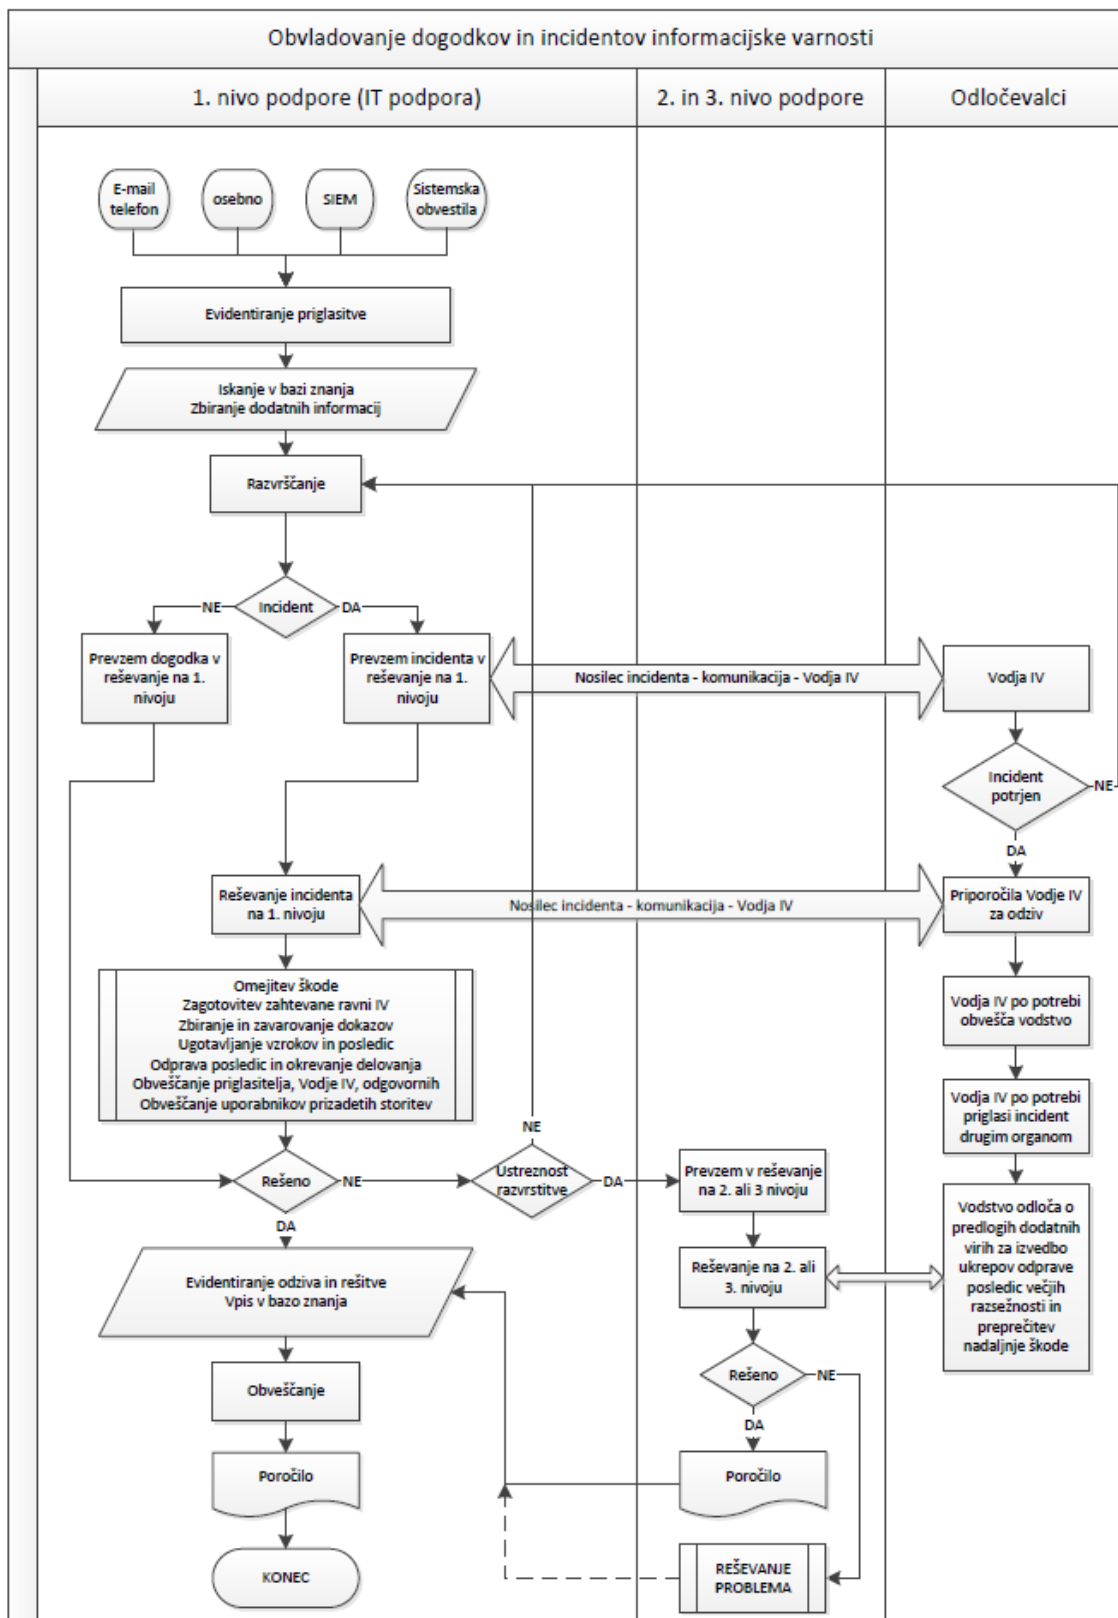 Obvladovanje dogodkov in incidentov informacijske varnosti
1. nivo podpore (IT podpora)
2. in 3. nivo podpore
Odločevalci
E-mail
telefon
osebno
SIEM
Sistemska
obvestila
Evidentiranje priglasitve
Iskanje v bazi znanja
Zbiranje dodatnih informacij
Razvrščanje
NE
Incident
DA
Prevzem dogodka v
reševanje na 1.
nivoju
Prevzem incidenta v
reševanje na 1.
nivoju
Nosilec incidenta - komunikacija - Vodja IV
Vodja IV
Incident
potrjen
NE
DA
Reševanje incidenta
na 1. nivoju
Nosilec incidenta - komunikacija - Vodja IV
Priporočila Vodje IV
za odziv
Omejitev škode
Zagotovitev zahtevane ravni IV
Zbiranje in zavarovanje dokazov
Ugotavljanje vzrokov in posledic
Odprava posledic in okrevanje delovanja
Obveščanje priglasitelja, Vodje IV, odgovornih
Obveščanje uporabnikov prizadetih storitev
Vodja IV po potrebi
obvešča vodstvo
Vodja IV po potrebi
priglasi incident
drugim organom
Rešeno
NE
NE
Ustreznost
razvrstitve
DA
Prevzem v reševanje
na 2. ali 3 nivoju
DA
Evidentiranje odziva in rešitve
Vpis v bazo znanja
Reševanje na 2. ali
3. nivoju
Vodstvo odloča o
predlogih dodatnih
virih za izvedbo
ukrepov odprave
posledic večjih
razsežnosti in
preprečitev
nadaljnje škode
Obveščanje
Rešeno
NE
DA
Poročilo
Poročilo
KONEC
REŠEVANJE
PROBLEMA